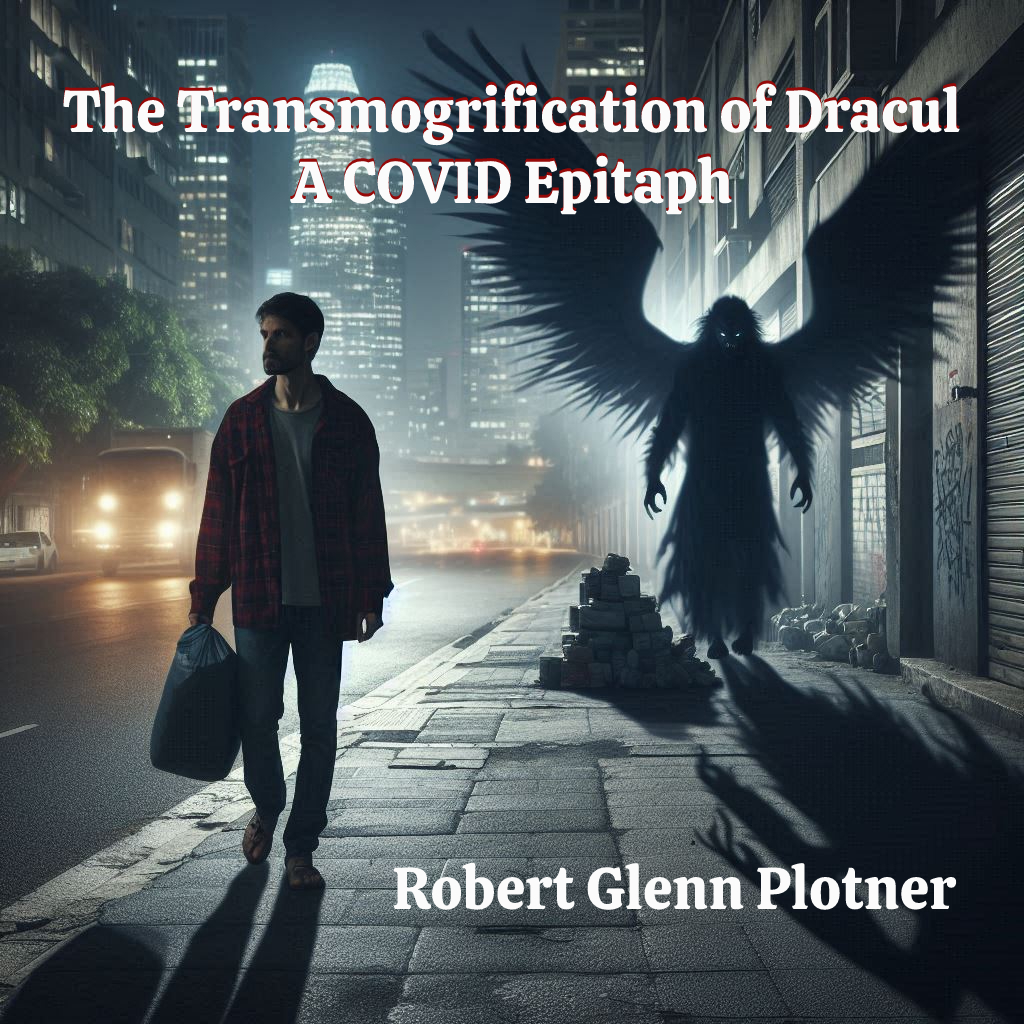 The Transmogrification of Dracul
A COVID Epitaph
Robert Glenn Plotner